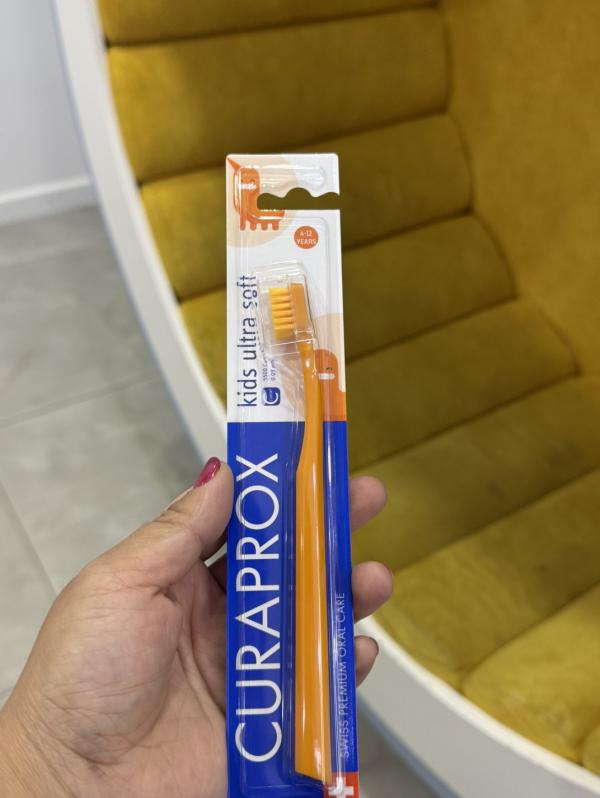 4-12
YEARS
kids ultra soft
CURAPROX
SWISS PREMIUM ORAL CARE